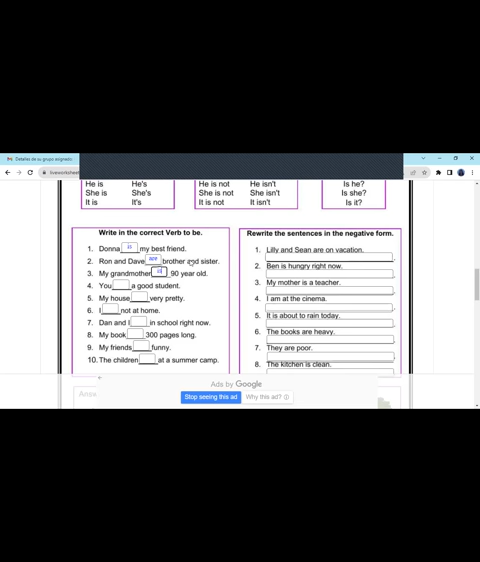 Detalles de su grupo asignado
liveworksheet
He is He's He is not He isn't Is he?
She is She's She is not She isn't Is she?
It is It's It is not It isn't Is it?
Write in the correct Verb to be.
1. Donna is my best friend.
2. Ron and Dave are brother and sister.
3. My grandmother is 90 year old.
4. You a good student.
5. My house very pretty.
6. I not at home.
7. Dan and I in school right now.
8. My book 300 pages long.
9. My friends funny.
10. The children at a summer camp.
Rewrite the sentences in the negative form.
1. Lilly and Sean are on vacation.
2. Ben is hungry right now.
3. My mother is a teacher.
4. I am at the cinema.
5. It is about to rain today.
6. The books are heavy.
7. They are poor.
8. The kitchen is clean.
Ads by Google
Stop seeing this ad Why this ad?